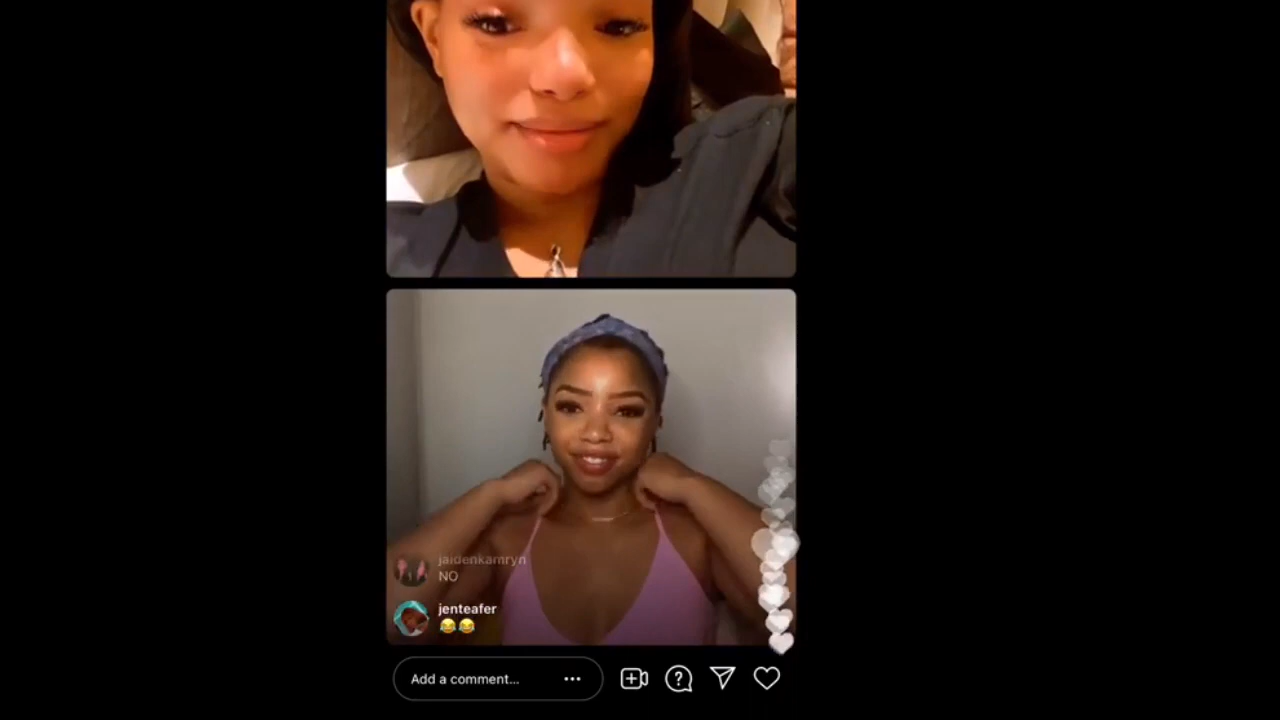 jaidenkamryn
NO
jenteafer
😂😂
Add a comment...